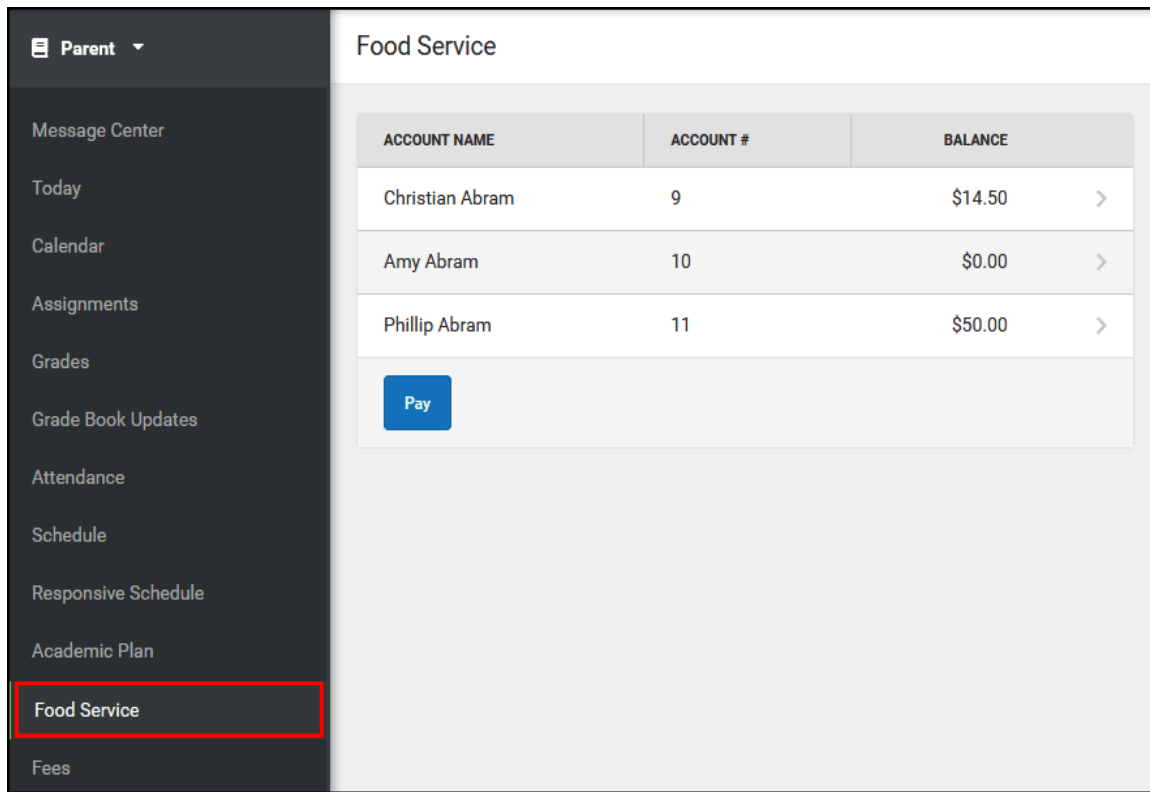 Parent
Message Center
Today
Calendar
Assignments
Grades
Grade Book Updates
Attendance
Schedule
Responsive Schedule
Academic Plan
Food Service
Fees
Food Service
ACCOUNT NAME ACCOUNT # BALANCE
Christian Abram 9 $14.50
Amy Abram 10 $0.00
Phillip Abram 11 $50.00
Pay